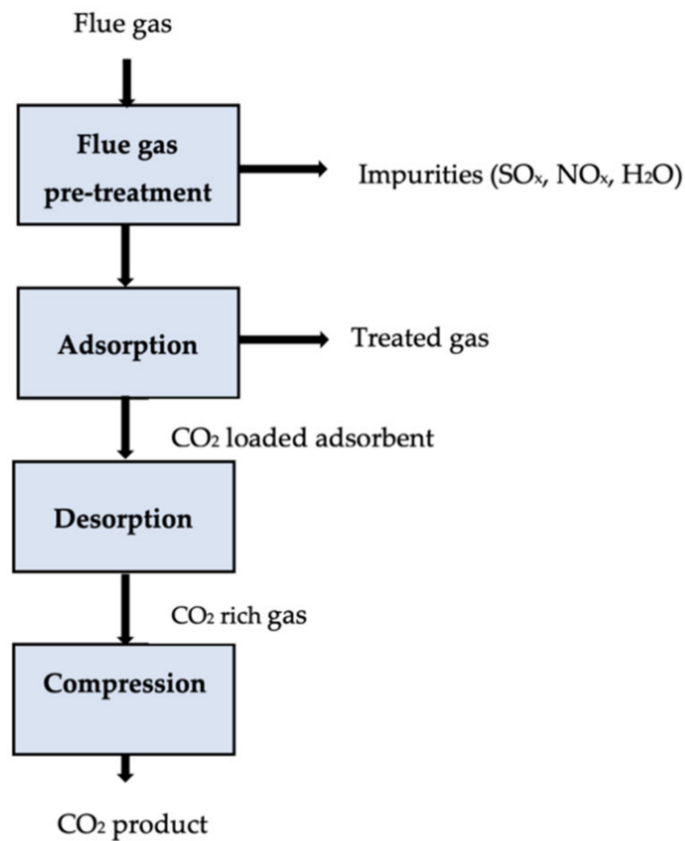 Flue gas
Flue gas
pre-treatment
Impurities (SOx, NOx, H2O)
Adsorption
Treated gas
CO2 loaded adsorbent
Desorption
CO2 rich gas
Compression
CO2 product